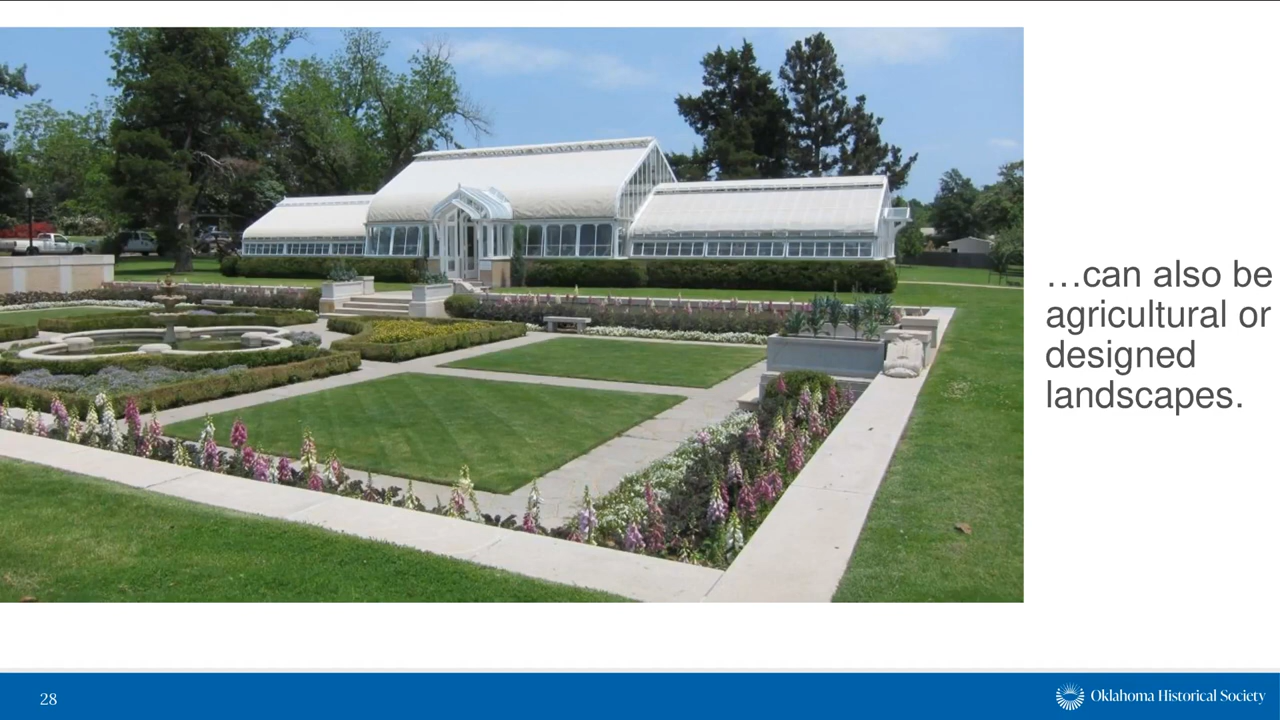 …can also be
agricultural or
designed
landscapes.
28
Oklahoma Historical Society